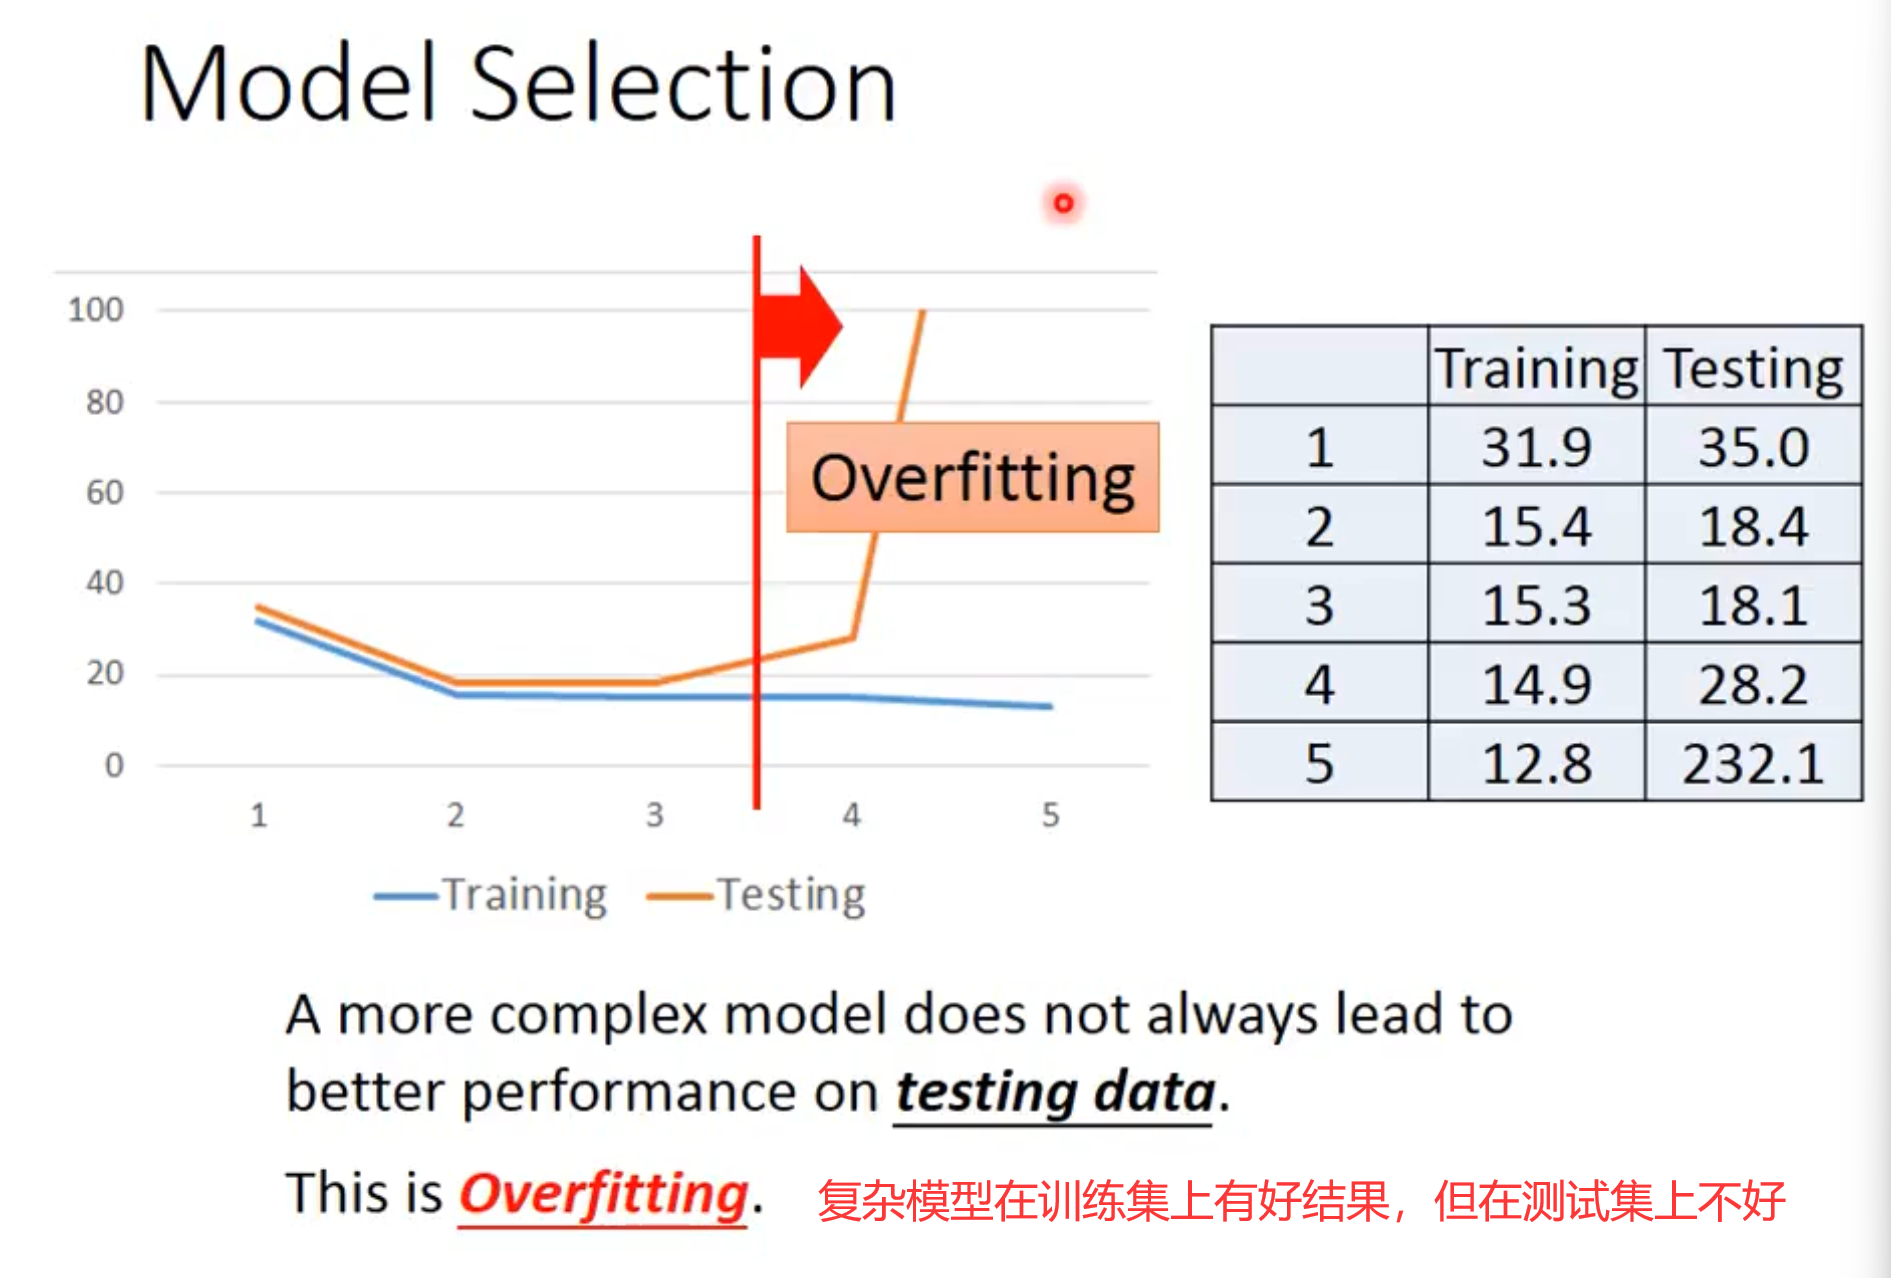 Model Selection
100
80
60
40
20
0
1 2 3 4 5
Overfitting
Training Testing
Training Testing
1 31.9 35.0
2 15.4 18.4
3 15.3 18.1
4 14.9 28.2
5 12.8 232.1
A more complex model does not always lead to
better performance on testing data.
This is Overfitting.
复杂模型在训练集上有好结果，但在测试集上不好